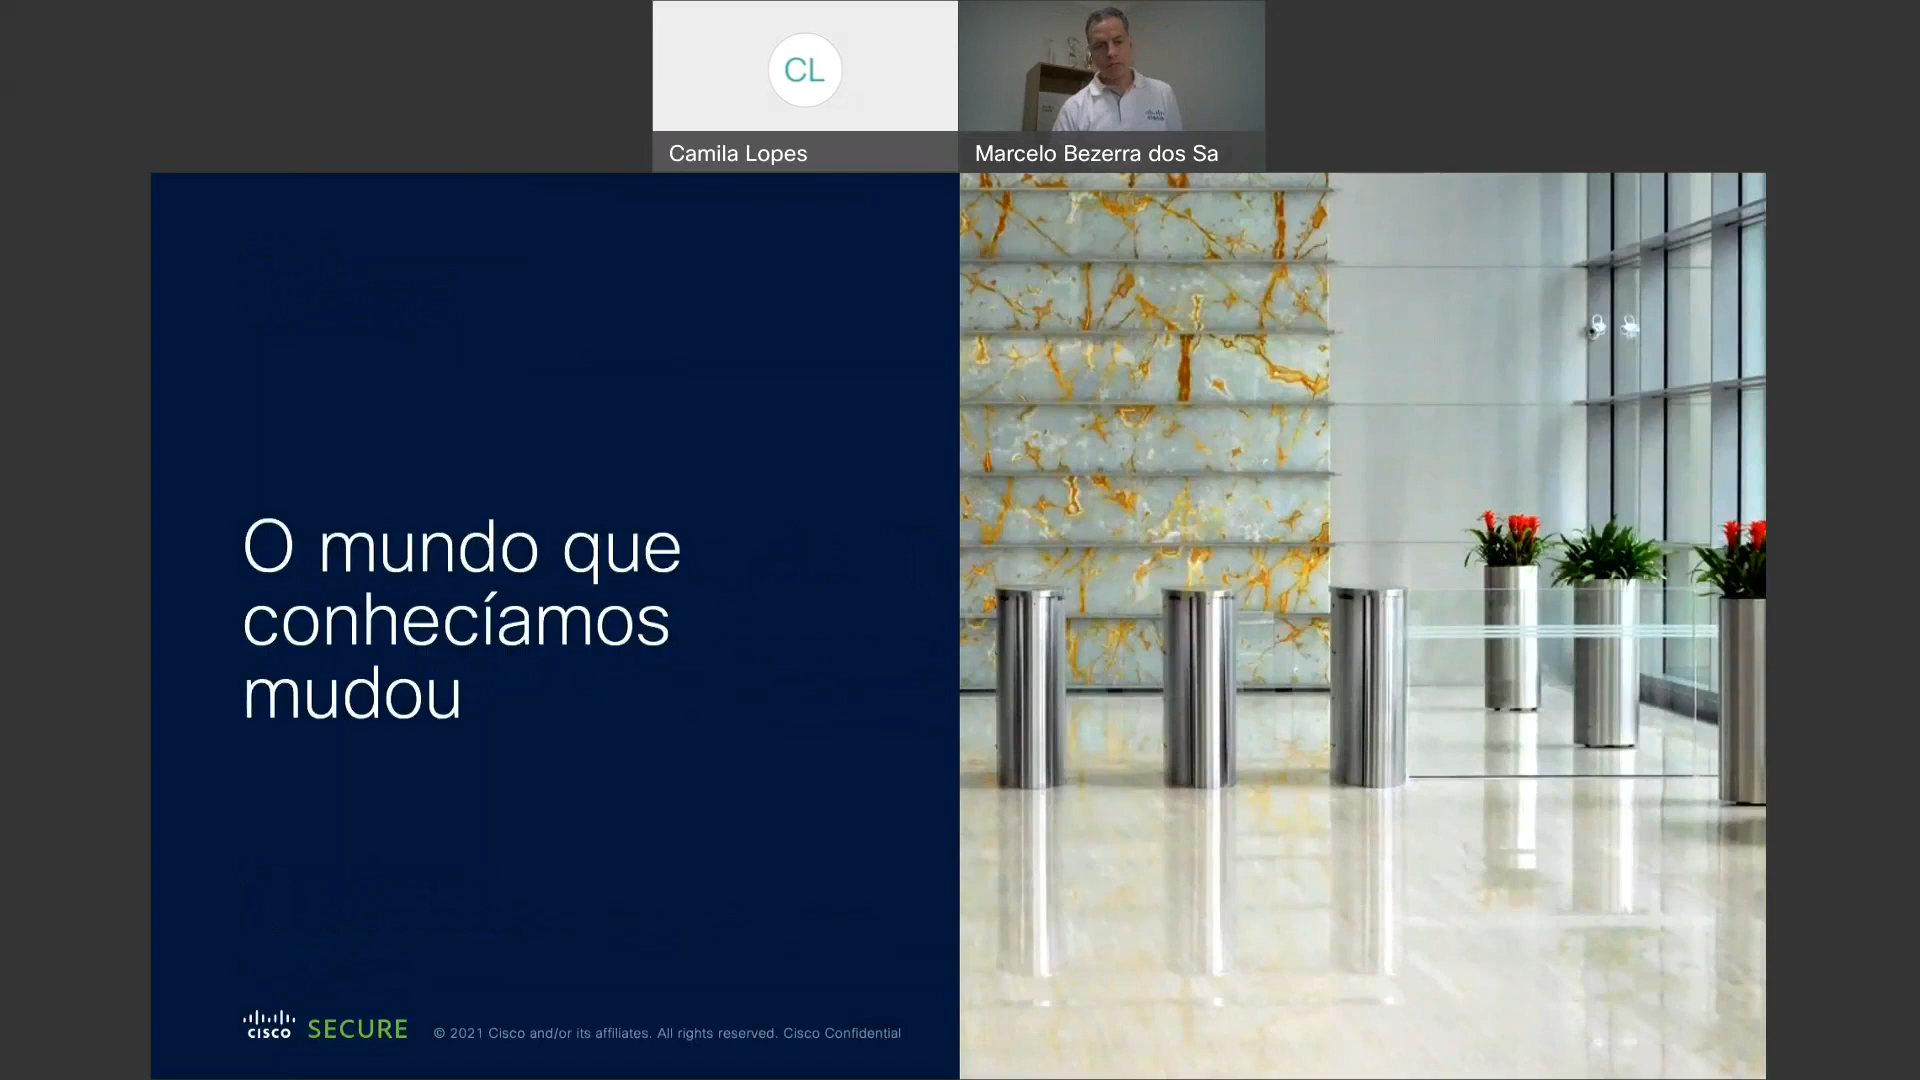 CL
Camila Lopes
Marcelo Bezerra dos Sa
CISCO
O mundo que
conhecíamos
mudou
CISCO SECURE © 2021 Cisco and/or its affiliates. All rights reserved. Cisco Confidential